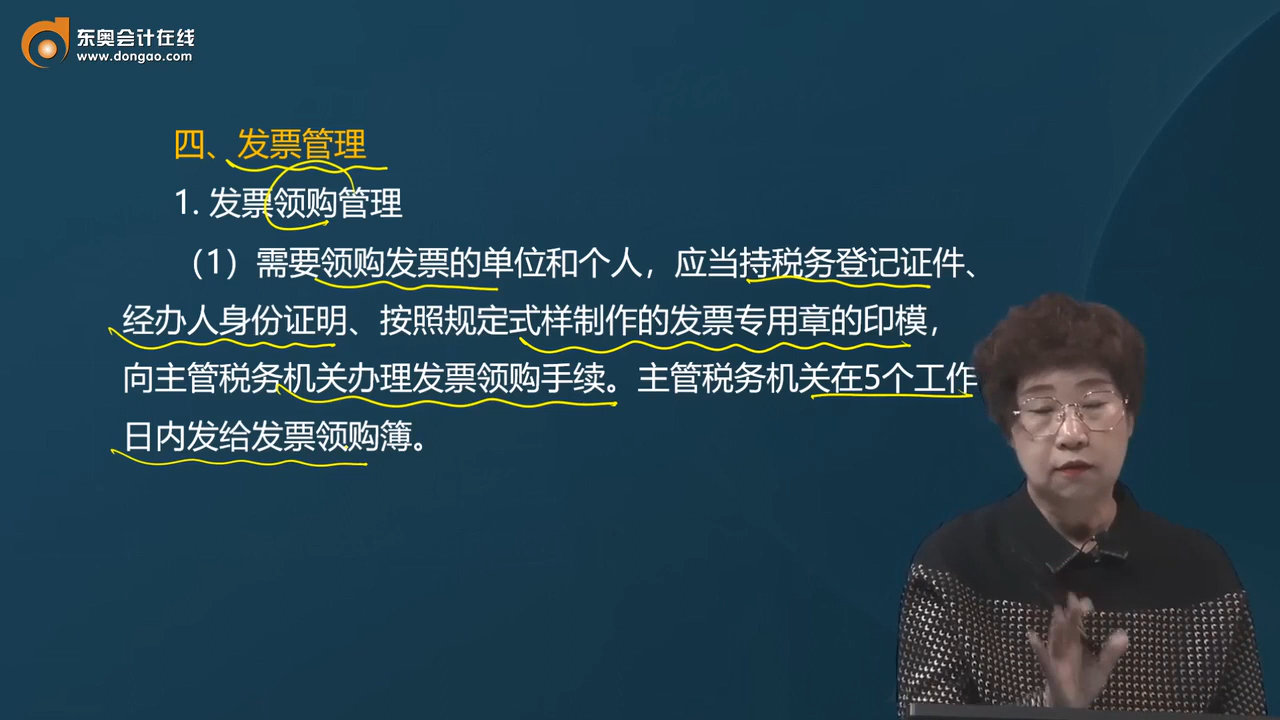 东奥会计在线
www.dongao.com
四、发票管理
1. 发票领购管理
（1）需要领购发票的单位和个人，应当持税务登记证件、
经办人身份证明、按照规定式样制作的发票专用章的印模，
向主管税务机关办理发票领购手续。主管税务机关在5个工作
日内发给发票领购簿。